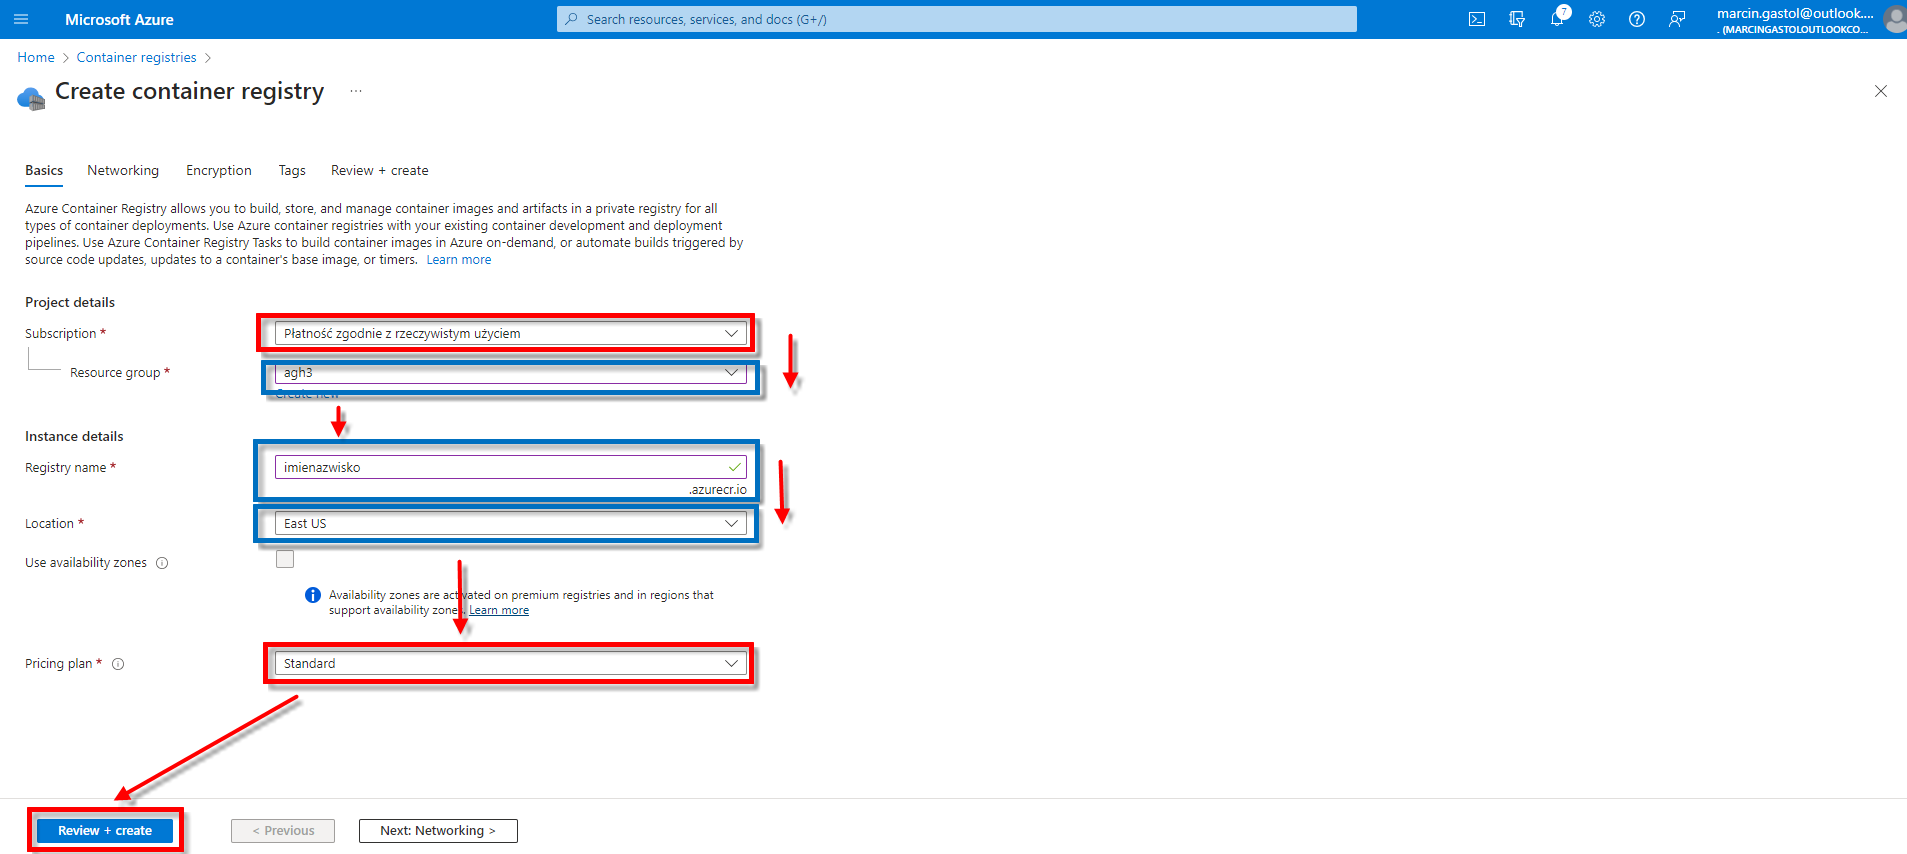 Microsoft Azure
Search resources, services, and docs (G+/)
7
marcin.gastol@outlook....
. (MARCINGASTOLOUTLOOKCO...
Home > Container registries >
Create container registry ...
Basics Networking Encryption Tags Review + create
Azure Container Registry allows you to build, store, and manage container images and artifacts in a private registry for all
types of container deployments. Use Azure container registries with your existing container development and deployment
pipelines. Use Azure Container Registry Tasks to build container images in Azure on-demand, or automate builds triggered by
source code updates, updates to a container's base image, or timers. Learn more
Project details
Subscription * Płatność zgodnie z rzeczywistym użyciem
Resource group * agh3
Create new
Instance details
Registry name * imienazwisko
.azurecr.io
Location * East US
Use availability zones
Availability zones are activated on premium registries and in regions that
support availability zones. Learn more
Pricing plan * Standard
Review + create < Previous Next: Networking >